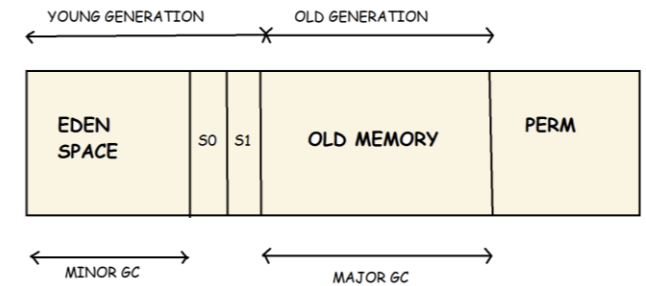 YOUNG GENERATION
OLD GENERATION
EDEN
SPACE
S0
S1
OLD MEMORY
PERM
MINOR GC
MAJOR GC